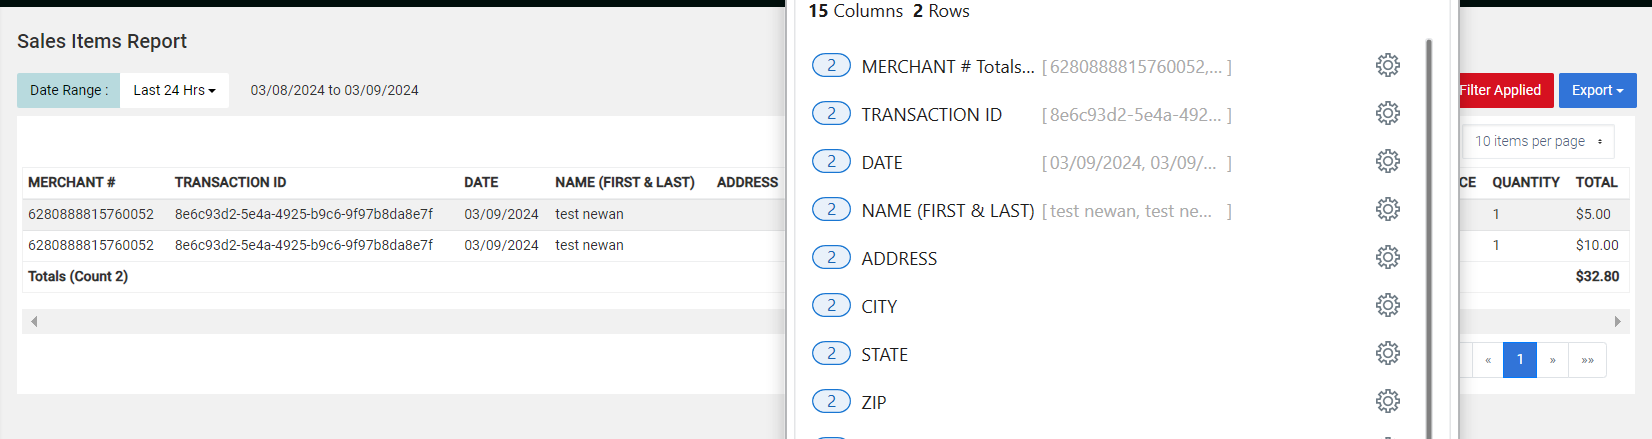 Sales Items Report
Date Range : Last 24 Hrs 03/08/2024 to 03/09/2024
Filter Applied Export
10 items per page
MERCHANT # TRANSACTION ID DATE NAME (FIRST & LAST) ADDRESS CE QUANTITY TOTAL
6280888815760052 8e6c93d2-5e4a-4925-b9c6-9f97b8da8e7f 03/09/2024 test newan 1 $5.00
6280888815760052 8e6c93d2-5e4a-4925-b9c6-9f97b8da8e7f 03/09/2024 test newan 1 $10.00
Totals (Count 2) $32.80
« 1 » »»
15 Columns 2 Rows
2 MERCHANT # Totals... [ 6280888815760052,... ]
2 TRANSACTION ID [ 8e6c93d2-5e4a-492... ]
2 DATE [ 03/09/2024, 03/09/... ]
2 NAME (FIRST & LAST) [ test newan, test ne... ]
2 ADDRESS
2 CITY
2 STATE
2 ZIP